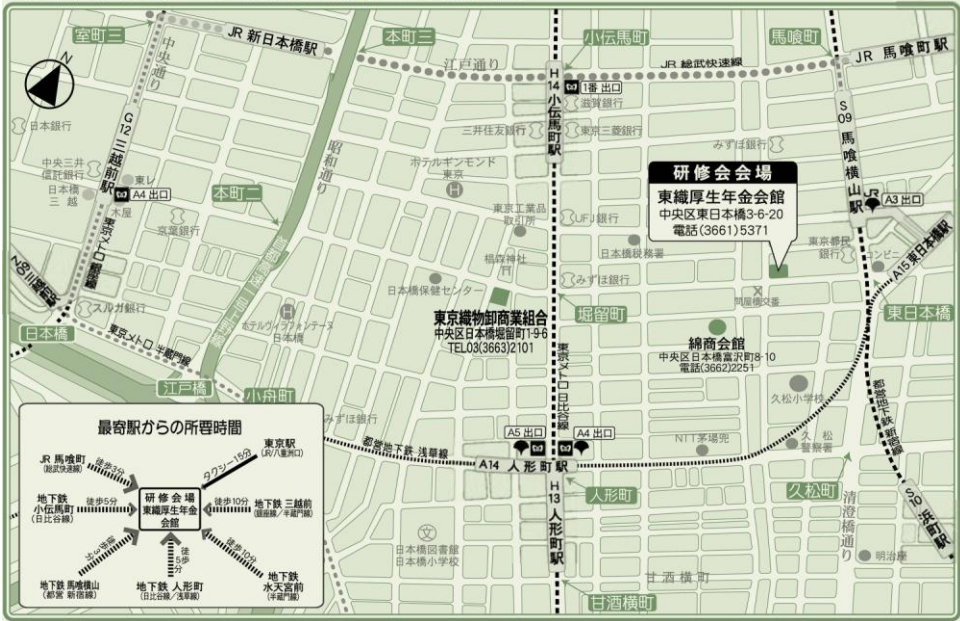 室町三
中央通り
JR 新日本橋駅
本町三
江戸通り
小伝馬町
JR 総武快速線
馬喰町
JR 馬喰町駅
N
H14 小伝馬町駅
1番 出口
滋賀銀行
三井住友銀行
東京三菱銀行
S09 馬喰横山駅
日本銀行
G12 三越前駅
中央三井
信託銀行
日本橋
三越
東レ
A4 出口
木屋
本町二
京葉銀行
昭和通り
ホテルギンモンド
東京
H
東京工業品
取引所
UFJ銀行
椙森神社
みずほ銀行
日本橋税務署
みずほ銀行
研修会会場
東織厚生年金会館
中央区東日本橋3-6-20
電話(3661)5371
JR
A3 出口
東京都民
銀行
コンビニ
A15 東日本橋駅
東日本橋
問屋橋交番
東京メトロ 銀座線
スルガ銀行
日本橋
東京メトロ 半蔵門線
江戸橋
小舟町
H
ホテルヴィラフォンテーヌ
日本橋
日本橋保健センター
東京織物卸商業組合
中央区日本橋堀留町1-9-6
TEL03(3663)2101
堀留町
東京メトロ 日比谷線
綿商会館
中央区日本橋富沢町8-10
電話(3662)2251
久松小学校
都営地下鉄 新宿線
みずほ銀行
都営地下鉄 浅草線
A5 出口
A4 出口
A14 人形町駅
NTT 茅場兜
久松
警察署
人形町
久松町
清澄橋通り
S10 浜町駅
H13 人形町駅
文
日本橋図書館
日本橋小学校
甘酒横町
甘酒横町
明治座
最寄駅からの所要時間
JR 馬喰町
(総武快速線)
徒歩3分
東京駅
(JR/八重洲口)
タクシー15分
地下鉄
小伝馬町
(日比谷線)
徒歩5分
研修会場
東織厚生年金
会館
徒歩10分
地下鉄 三越前
(銀座線/半蔵門線)
徒歩3分
地下鉄 馬喰横山
(都営 新宿線)
徒歩5分
地下鉄 人形町
(日比谷線/浅草線)
徒歩10分
地下鉄
水天宮前
(半蔵門線)